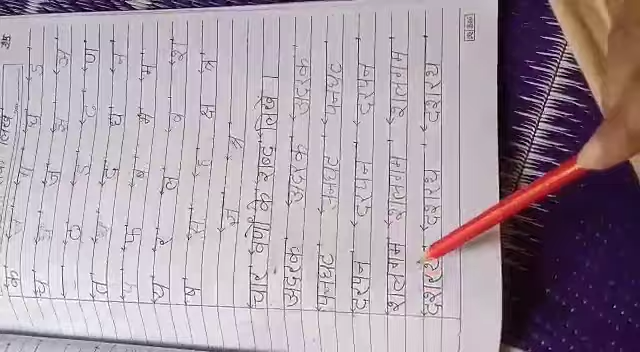 क ख ग घ ङ
च छ ज झ ञ
ठ ड ढ ण
त थ द ध न
प फ ब भ म
य र ल व श
ष स ह क्ष त्र
ज्ञ
चार वर्णो के शब्द लिखे।
अदरक अदरक अदरक
पनघट पनघट पनघट
दरपन दरपन दरपन
शलगम शलगम शलगम
दशरथ दशरथ दशरथ